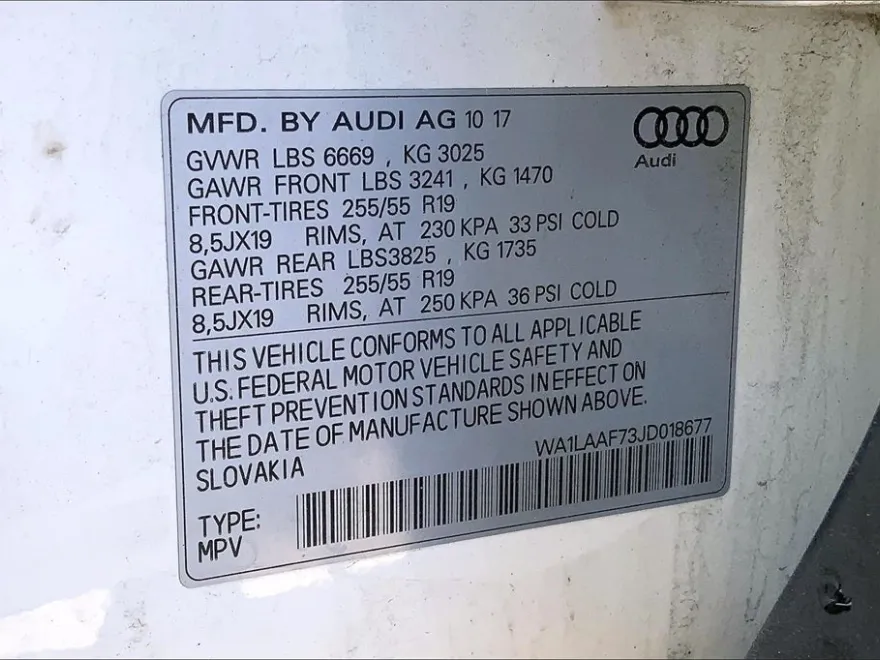 MFD. BY AUDI AG 10 17
Audi
GVWR LBS 6669 , KG 3025
GAWR FRONT LBS 3241 , KG 1470
FRONT-TIRES 255/55 R19
8,5JX19 RIMS, AT 230 KPA 33 PSI COLD
GAWR REAR LBS3825 , KG 1735
REAR-TIRES 255/55 R19
8,5JX19 RIMS, AT 250 KPA 36 PSI COLD
THIS VEHICLE CONFORMS TO ALL APPLICABLE
U.S. FEDERAL MOTOR VEHICLE SAFETY AND
THEFT PREVENTION STANDARDS IN EFFECT ON
THE DATE OF MANUFACTURE SHOWN ABOVE.
SLOVAKIA
WA1LAAF73JD018677
TYPE:
MPV